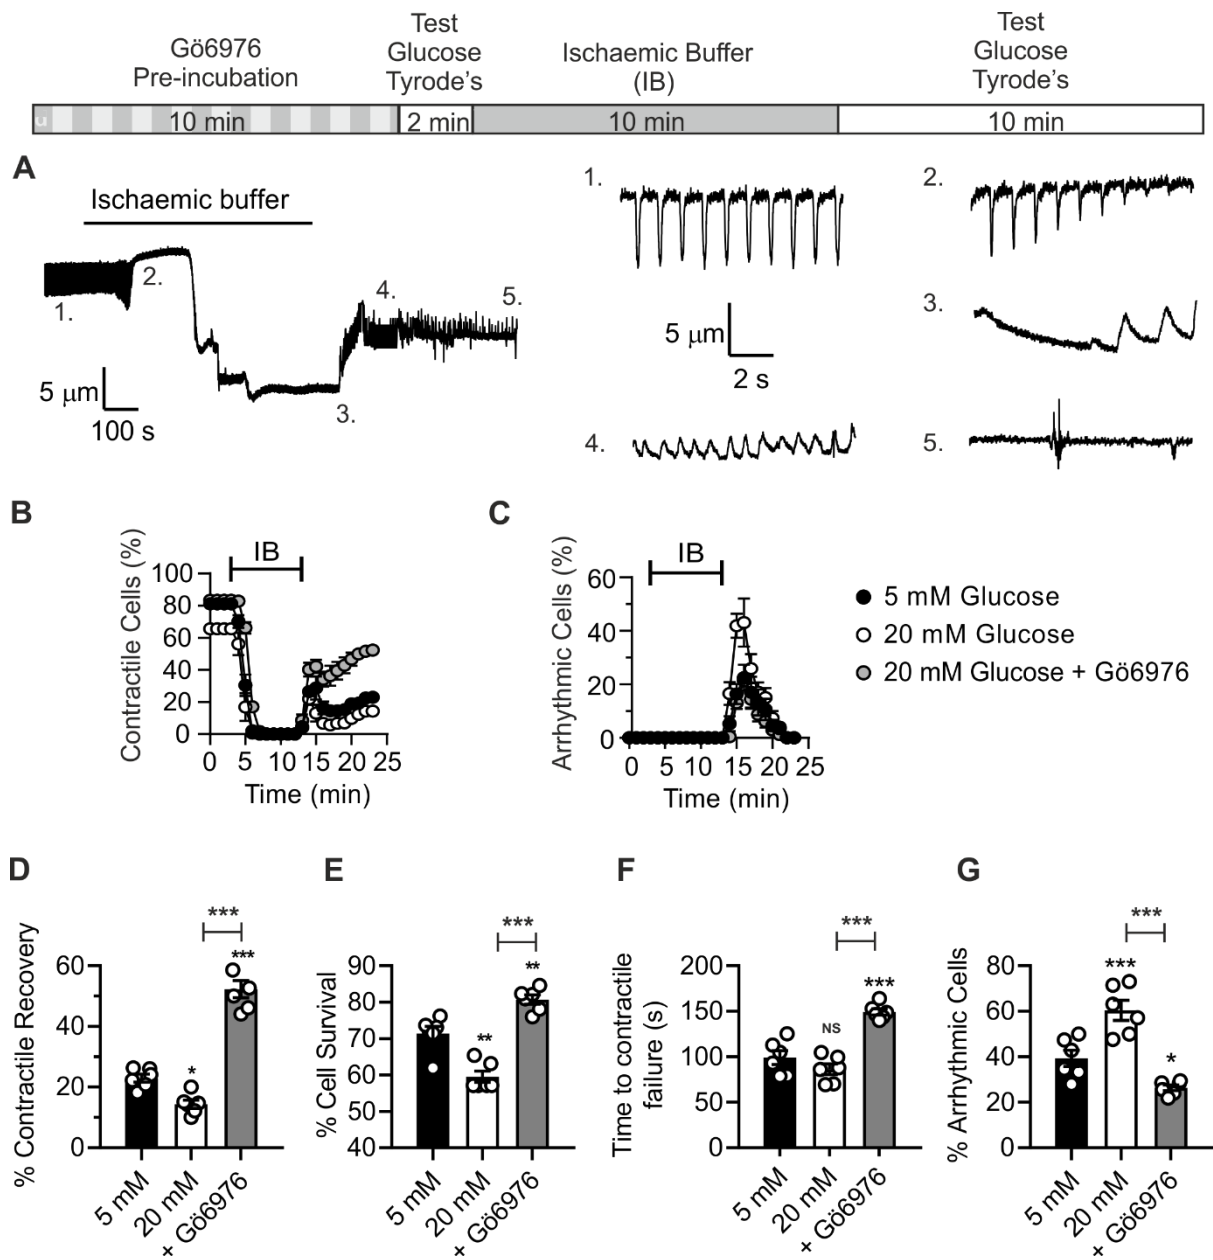 Gö6976
Pre-incubation
Test
Glucose
Tyrode's
Ischaemic Buffer
(IB)
Test
Glucose
Tyrode's
10 min
2 min
10 min
10 min
A
Ischaemic buffer
1.
2.
3.
4.
5.
5 μm
100 s
1.
2.
3.
4.
5.
5 μm
2 s
B
Contractile Cells (%)
IB
100
80
60
40
20
0
0 5 10 15 20 25
Time (min)
C
Arrhythmic Cells (%)
IB
60
40
20
0
0 5 10 15 20 25
Time (min)
5 mM Glucose
20 mM Glucose
20 mM Glucose + Gö6976
D
% Contractile Recovery
60
40
20
0
*
***
***
5 mM
20 mM
+ Gö6976
E
% Cell Survival
90
80
70
60
50
40
**
**
***
5 mM
20 mM
+ Gö6976
F
Time to contractile
failure (s)
200
150
100
50
0
NS
***
***
5 mM
20 mM
+ Gö6976
G
% Arrhythmic Cells
80
60
40
20
0
***
*
***
5 mM
20 mM
+ Gö6976